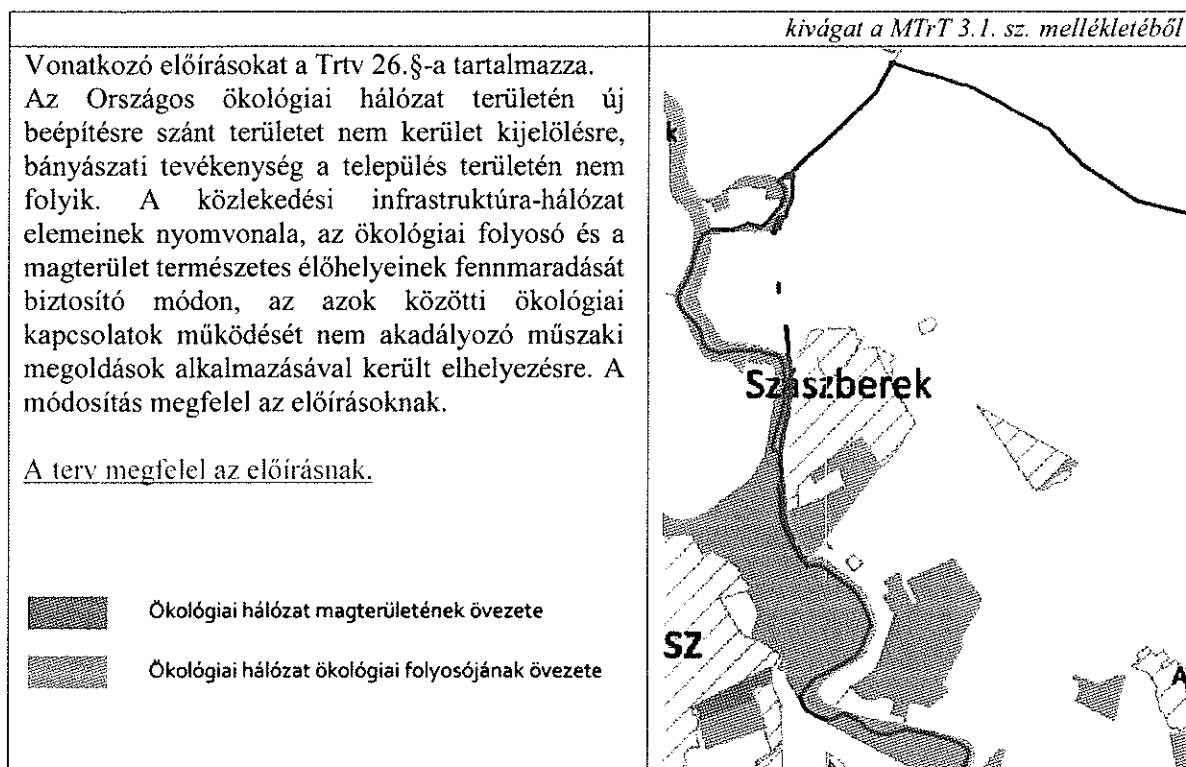 kivágat a MTrT 3.1. sz. mellékletéből
Vonatkozó előírásokat a Trtv 26.§-a tartalmazza.
Az Országos ökológiai hálózat területén új
beépítésre szánt területet nem kerület kijelölésre,
bányászati tevékenység a település területén nem
folyik. A közlekedési infrastruktúra-hálózat
elemeinek nyomvonala, az ökológiai folyosó és a
magterület természetes élőhelyeinek fennmaradását
biztosító módon, az azok közötti ökológiai
kapcsolatok működését nem akadályozó műszaki
megoldások alkalmazásával került elhelyezésre. A
módosítás megfelel az előírásoknak.
A terv megfelel az előírásnak.
Ökológiai hálózat magterületének övezete
Ökológiai hálózat ökológiai folyosójának övezete
k
Szászberek
SZ
A